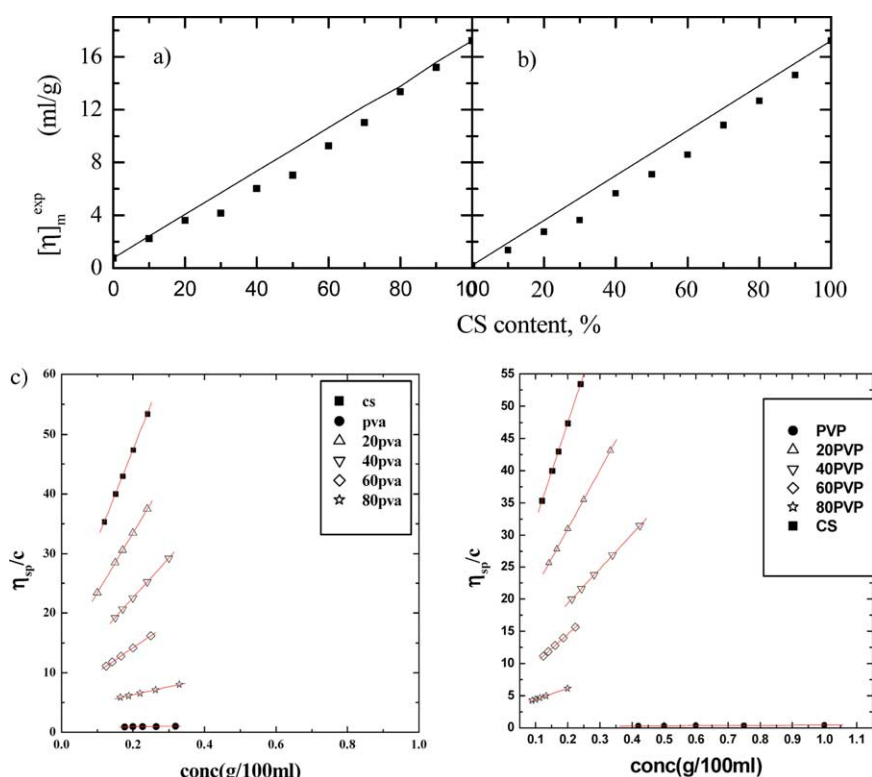 a)
b)
[η]m^exp (ml/g)
16
12
8
4
0
0 20 40 60 80 100
0 20 40 60 80 100
CS content, %
c)
60
50
40
30
20
10
0
0.0 0.2 0.4 0.6 0.8 1.0
ηsp/c
conc(g/100ml)
cs
pva
20pva
40pva
60pva
80pva
55
50
45
40
35
30
25
20
15
10
5
0
0.1 0.2 0.3 0.4 0.5 0.6 0.7 0.8 0.9 1.0 1.1
ηsp/c
conc(g/100ml)
PVP
20PVP
40PVP
60PVP
80PVP
CS